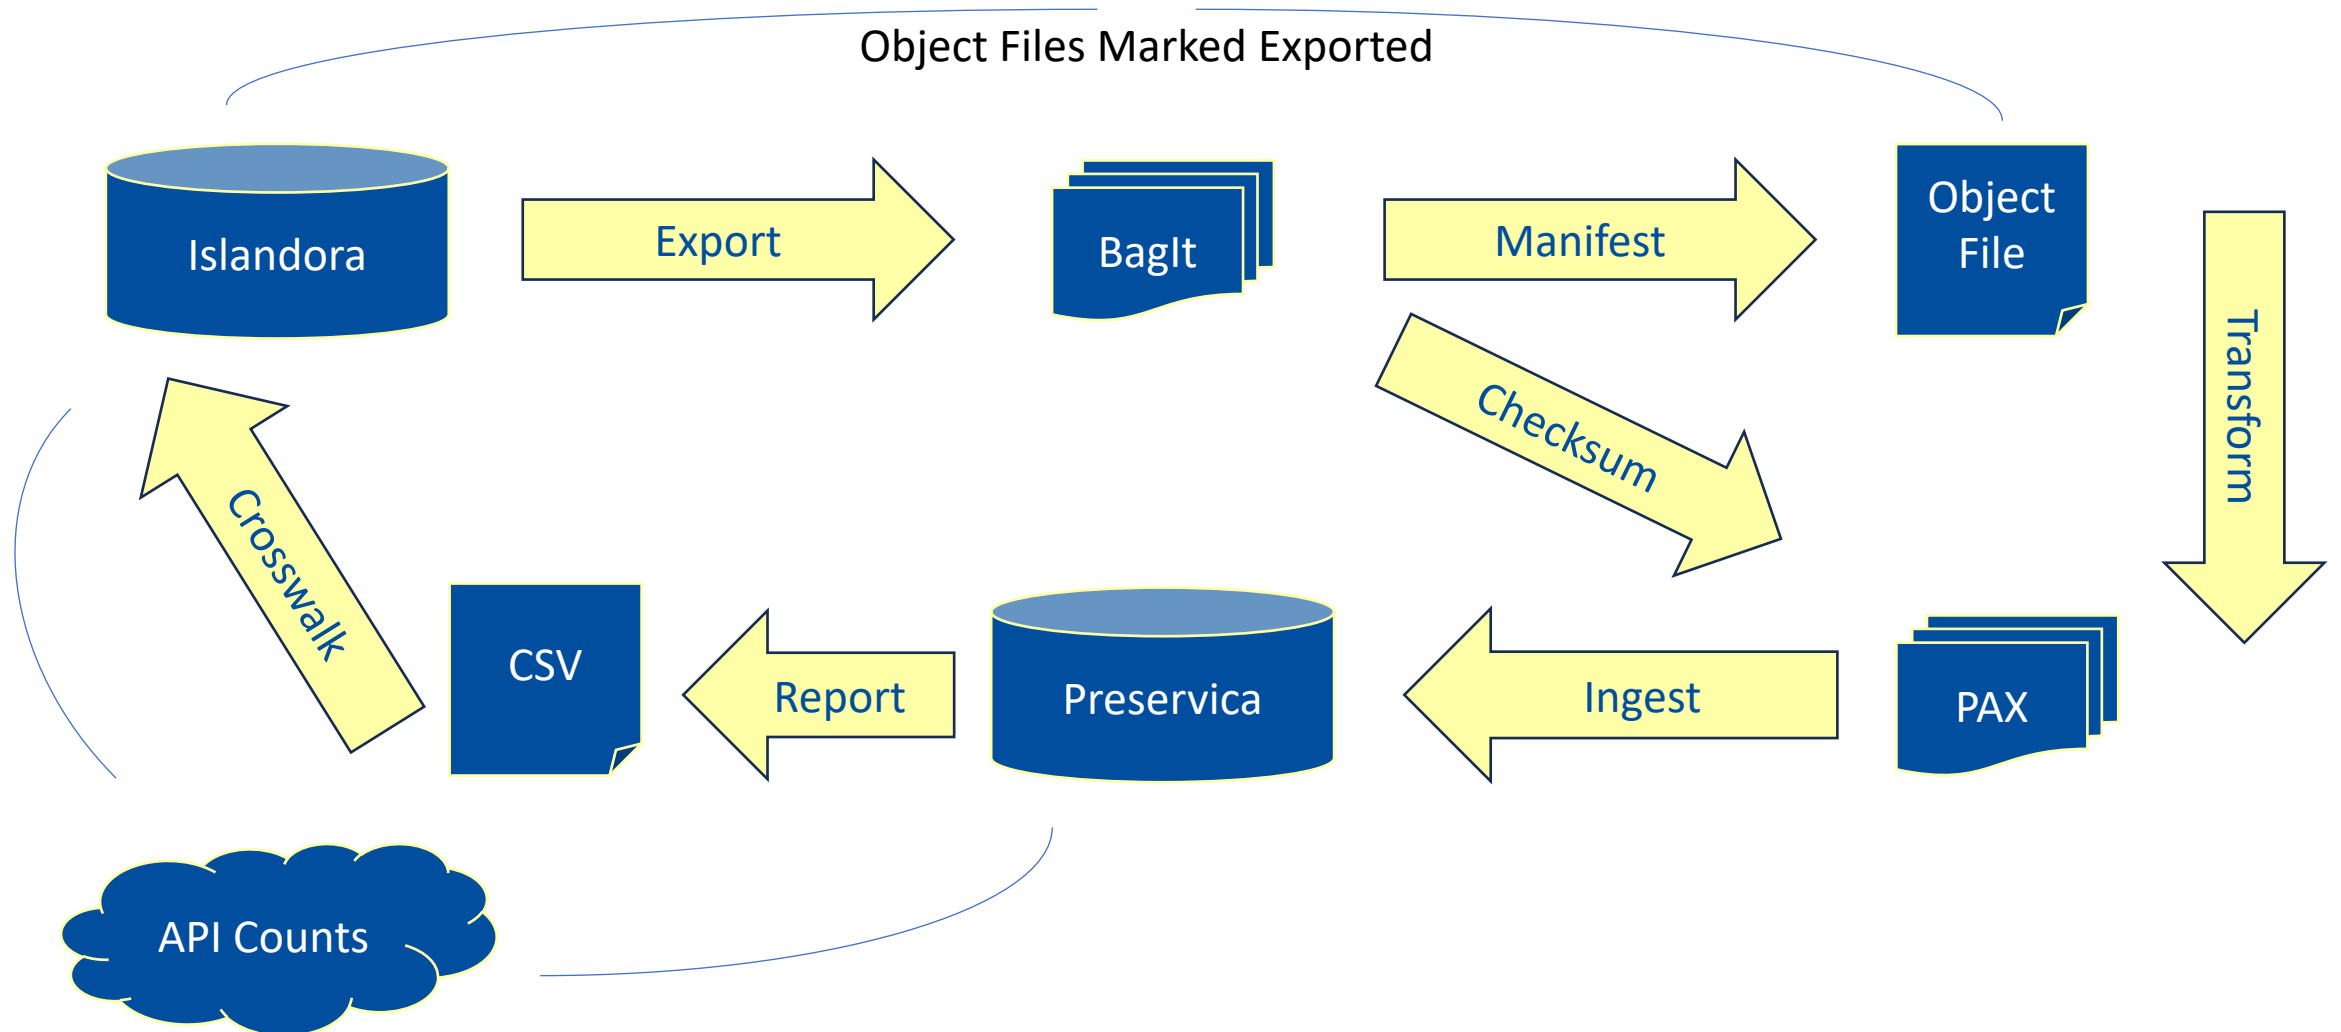 Object Files Marked Exported
Islandora
Export
BagIt
Manifest
Object
File
Transform
Checksum
Crosswalk
CSV
Report
Preservica
Ingest
PAX
API Counts